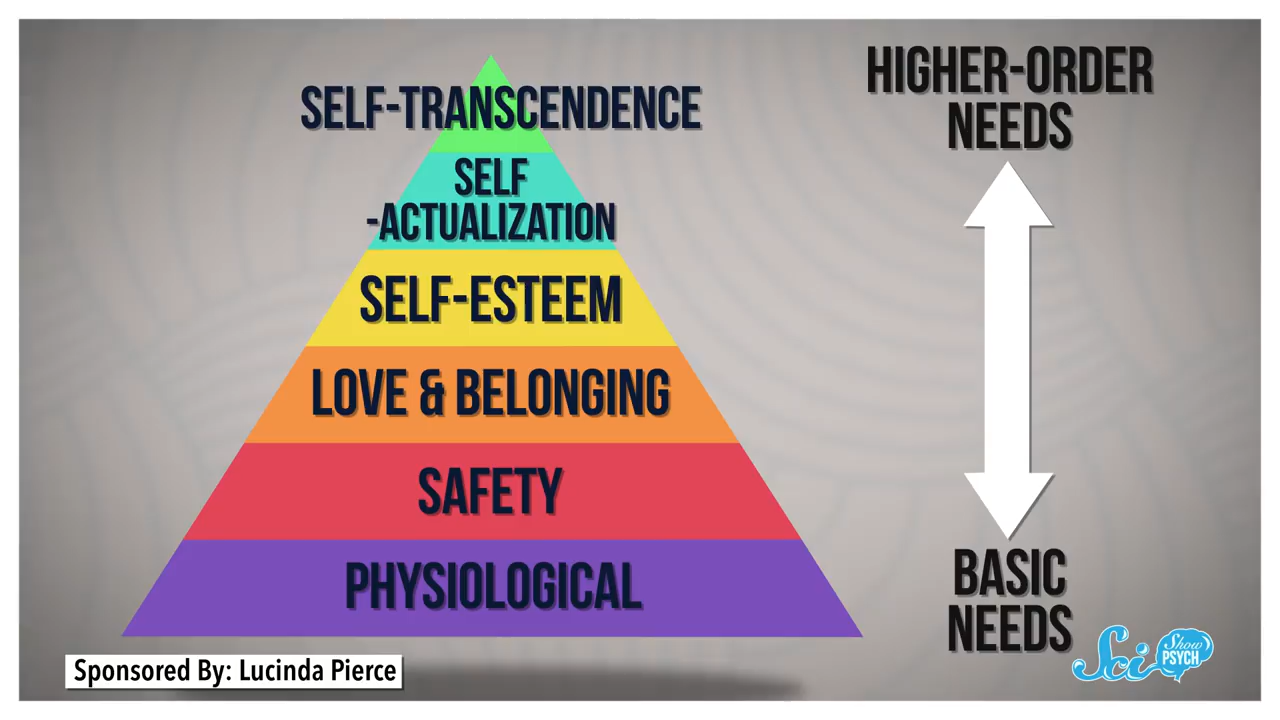 SELF-TRANSCENDENCE
SELF
-ACTUALIZATION
SELF-ESTEEM
LOVE & BELONGING
SAFETY
PHYSIOLOGICAL
HIGHER-ORDER
NEEDS
BASIC
NEEDS
Sponsored By: Lucinda Pierce
Sci Show
PSYCH